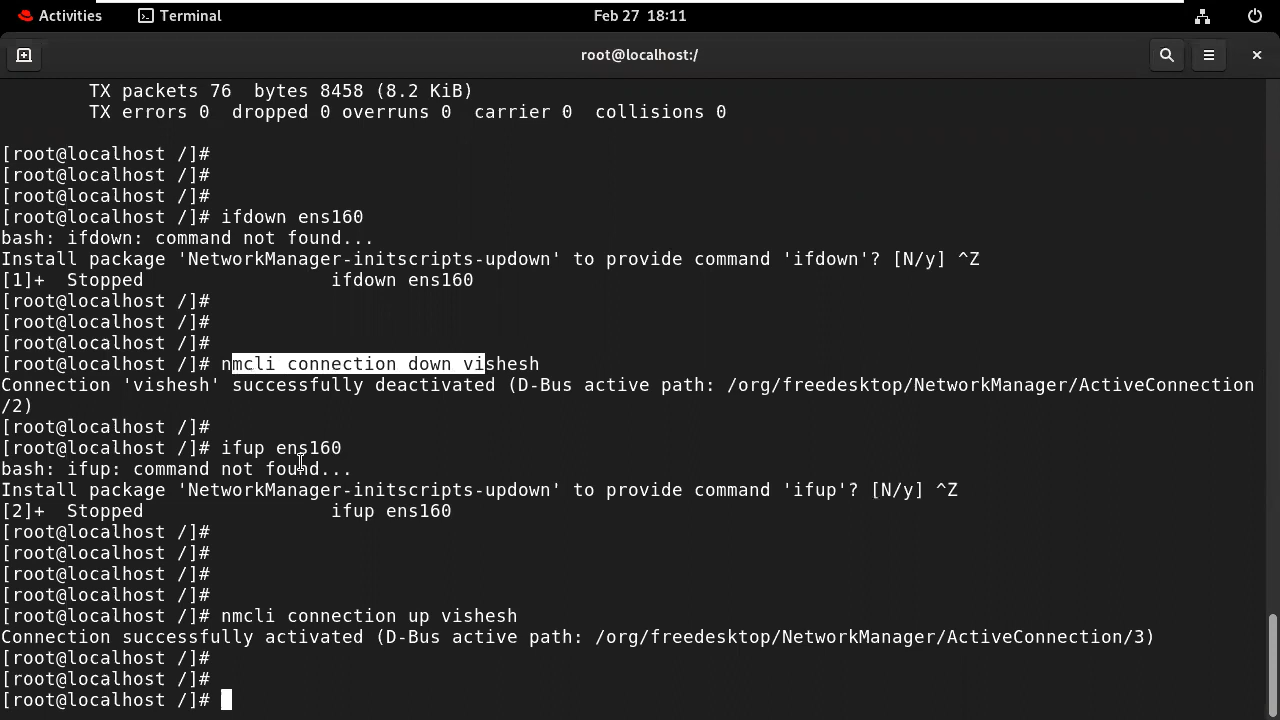 Activities
Terminal
Feb 27 18:11
root@localhost:/
TX packets 76  bytes 8458 (8.2 KiB)
TX errors 0  dropped 0 overruns 0  carrier 0  collisions 0
[root@localhost /]#
[root@localhost /]#
[root@localhost /]#
[root@localhost /]# ifdown ens160
bash: ifdown: command not found...
Install package 'NetworkManager-initscripts-updown' to provide command 'ifdown'? [N/y] ^Z
[1]+  Stopped                 ifdown ens160
[root@localhost /]#
[root@localhost /]#
[root@localhost /]#
[root@localhost /]# nmcli connection down vishesh
Connection 'vishesh' successfully deactivated (D-Bus active path: /org/freedesktop/NetworkManager/ActiveConnection
/2)
[root@localhost /]#
[root@localhost /]# ifup ens160
bash: ifup: command not found...
Install package 'NetworkManager-initscripts-updown' to provide command 'ifup'? [N/y] ^Z
[2]+  Stopped                 ifup ens160
[root@localhost /]#
[root@localhost /]#
[root@localhost /]#
[root@localhost /]#
[root@localhost /]# nmcli connection up vishesh
Connection successfully activated (D-Bus active path: /org/freedesktop/NetworkManager/ActiveConnection/3)
[root@localhost /]#
[root@localhost /]#
[root@localhost /]#